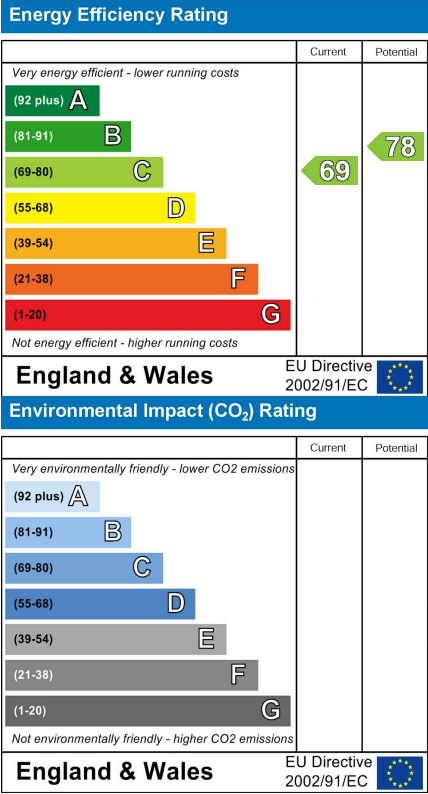 Energy Efficiency Rating
Current Potential
Very energy efficient - lower running costs
(92 plus) A
(81-91) B
(69-80) C
(55-68) D
(39-54) E
(21-38) F
(1-20) G
78
69
Not energy efficient - higher running costs
England & Wales
EU Directive
2002/91/EC
Environmental Impact (CO₂) Rating
Current Potential
Very environmentally friendly - lower CO2 emissions
(92 plus) A
(81-91) B
(69-80) C
(55-68) D
(39-54) E
(21-38) F
(1-20) G
Not environmentally friendly - higher CO2 emissions
England & Wales
EU Directive
2002/91/EC